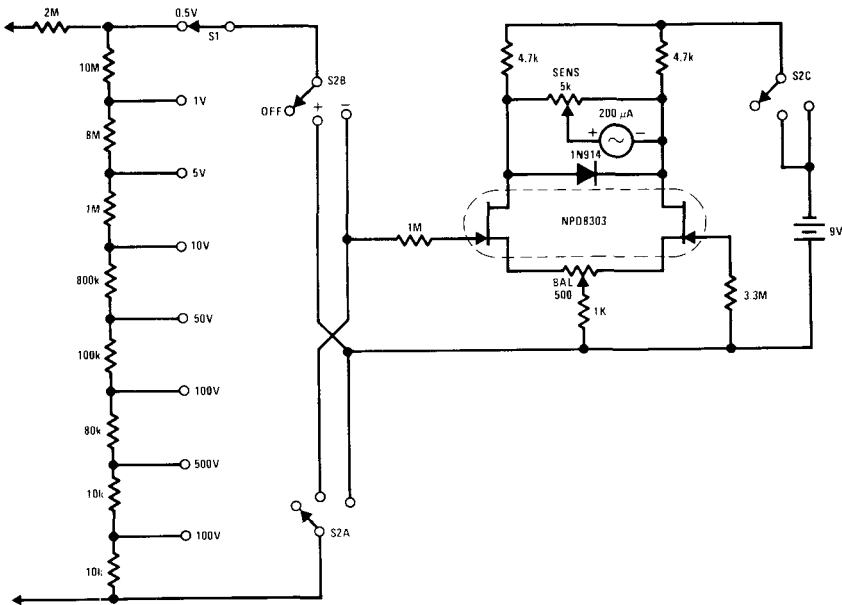 2M
0.5V
S1
10M
1V
8M
5V
1M
10V
800k
50V
100k
100V
80k
500V
10k
100V
10k
S2B
OFF
+
−
S2A
1M
4.7k
4.7k
SENS
5k
200 µA
+
−
1N914
NPD8303
BAL
500
1K
3.3M
S2C
9V